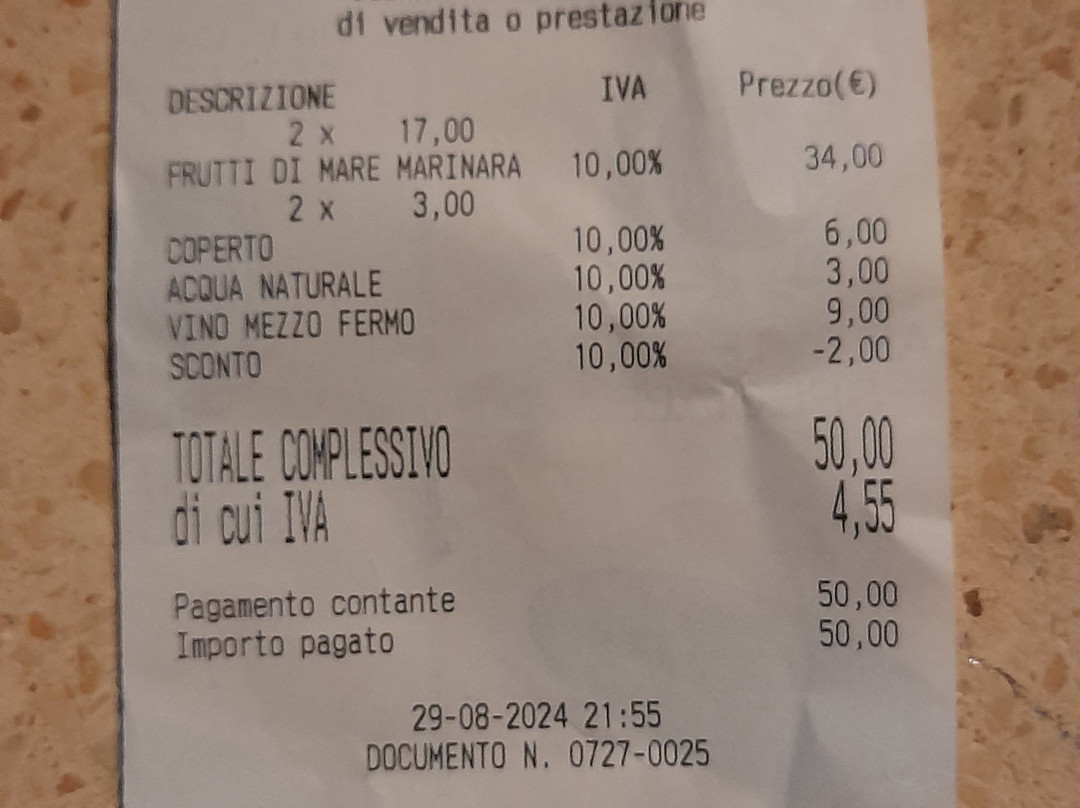 di vendita o prestazione
DESCRIZIONE IVA Prezzo(€)
2 x 17,00
FRUTTI DI MARE MARINARA 10,00% 34,00
2 x 3,00
COPERTO 10,00% 6,00
ACQUA NATURALE 10,00% 3,00
VINO MEZZO FERMO 10,00% 9,00
SCONTO 10,00% -2,00
TOTALE COMPLESSIVO 50,00
di cui IVA 4,55
Pagamento contante 50,00
Importo pagato 50,00
29-08-2024 21:55
DOCUMENTO N. 0727-0025